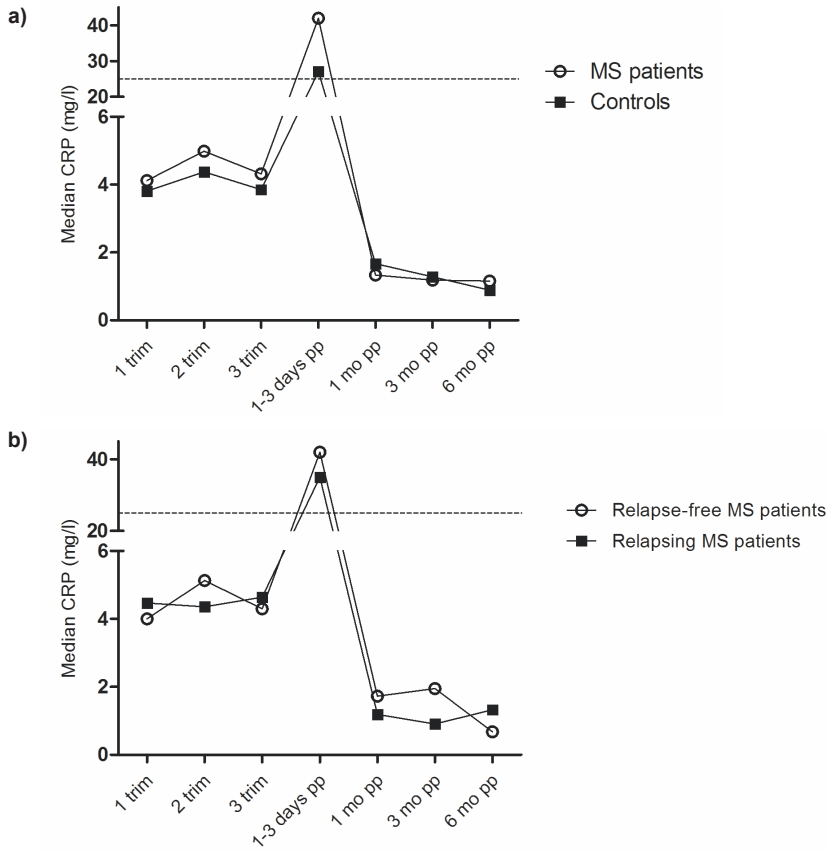 a)
40
30
20
6
4
2
0
Median CRP (mg/l)
1 trim
2 trim
3 trim
1-3 days pp
1 mo pp
3 mo pp
6 mo pp
MS patients
Controls
b)
40
20
6
4
2
0
Median CRP (mg/l)
1 trim
2 trim
3 trim
1-3 days pp
1 mo pp
3 mo pp
6 mo pp
Relapse-free MS patients
Relapsing MS patients